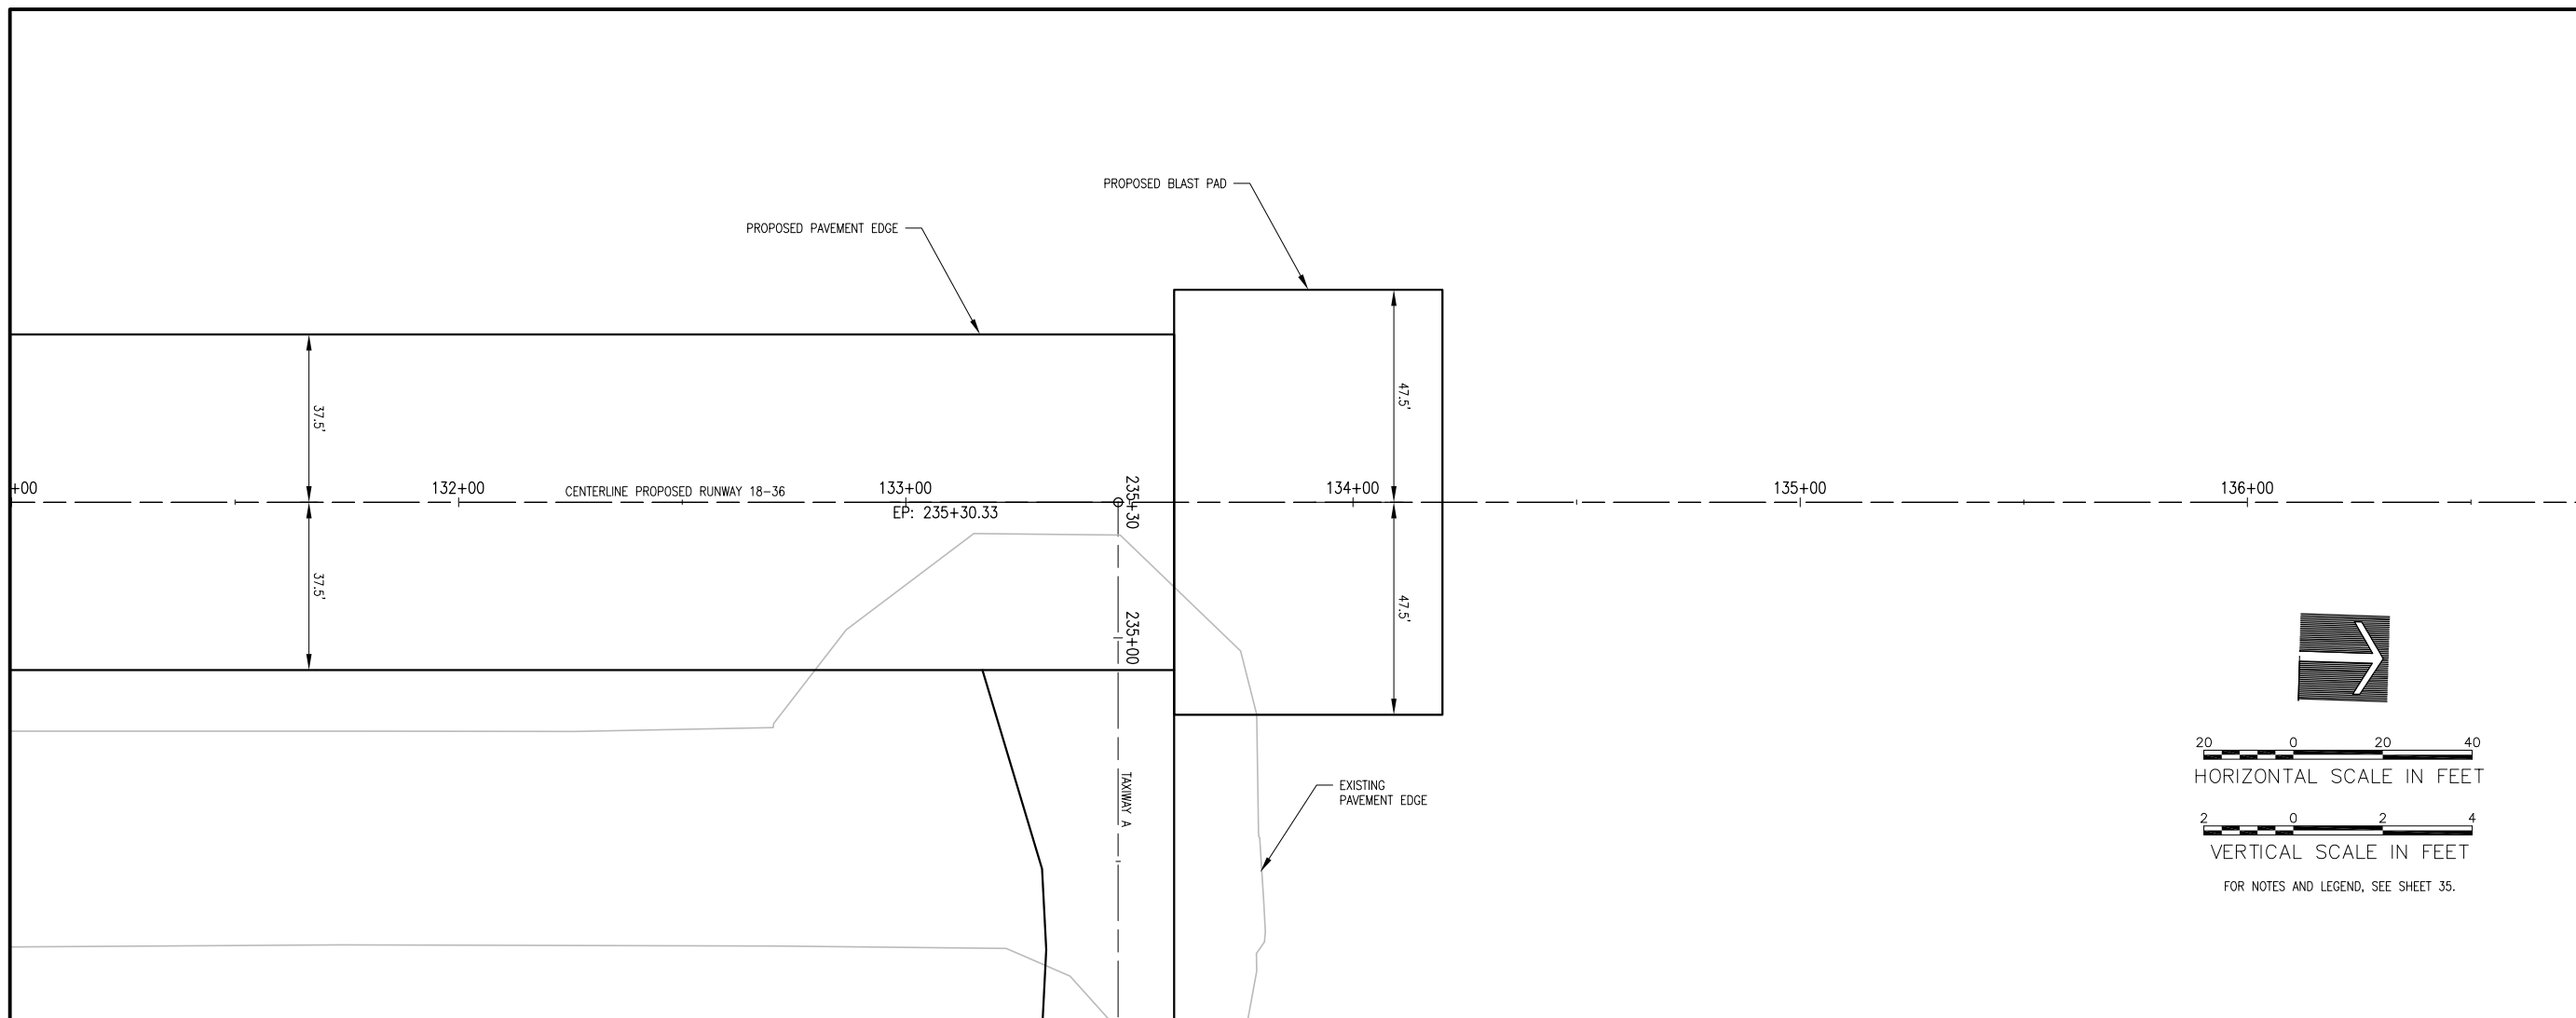 PROPOSED BLAST PAD
PROPOSED PAVEMENT EDGE
47.5'
37.5'
+00
132+00
CENTERLINE PROPOSED RUNWAY 18-36
133+00
235+30
134+00
135+00
136+00
EP: 235+30.33
37.5'
47.5'
235+00
TAXIWAY A
EXISTING
PAVEMENT EDGE
20 0 20 40
HORIZONTAL SCALE IN FEET
2 0 2 4
VERTICAL SCALE IN FEET
FOR NOTES AND LEGEND, SEE SHEET 35.